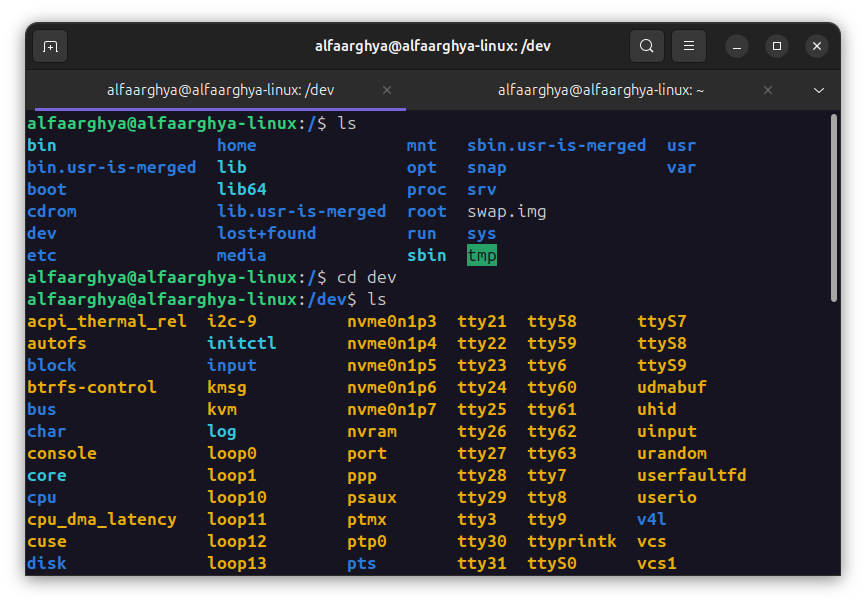 alfaarghya@alfaarghya-linux: /dev
alfaarghya@alfaarghya-linux: /dev alfaarghya@alfaarghya-linux: ~
alfaarghya@alfaarghya-linux:/$ ls
bin home mnt sbin.usr-is-merged usr
bin.usr-is-merged lib opt snap var
boot lib64 proc srv
cdrom lib.usr-is-merged root swap.img
dev lost+found run sys
etc media sbin tmp
alfaarghya@alfaarghya-linux:/$ cd dev
alfaarghya@alfaarghya-linux:/dev$ ls
acpi_thermal_rel i2c-9 nvme0n1p3 tty21 tty58 ttyS7
autofs initctl nvme0n1p4 tty22 tty59 ttyS8
block input nvme0n1p5 tty23 tty6 ttyS9
btrfs-control kmsg nvme0n1p6 tty24 tty60 udmabuf
bus kvm nvme0n1p7 tty25 tty61 uhid
char log nvram tty26 tty62 uinput
console loop0 port tty27 tty63 urandom
core loop1 ppp tty28 tty7 userfaultfd
cpu loop10 psaux tty29 tty8 userio
cpu_dma_latency loop11 ptmx tty3 tty9 v4l
cuse loop12 ptp0 tty30 ttyprintk vcs
disk loop13 pts tty31 ttyS0 vcs1